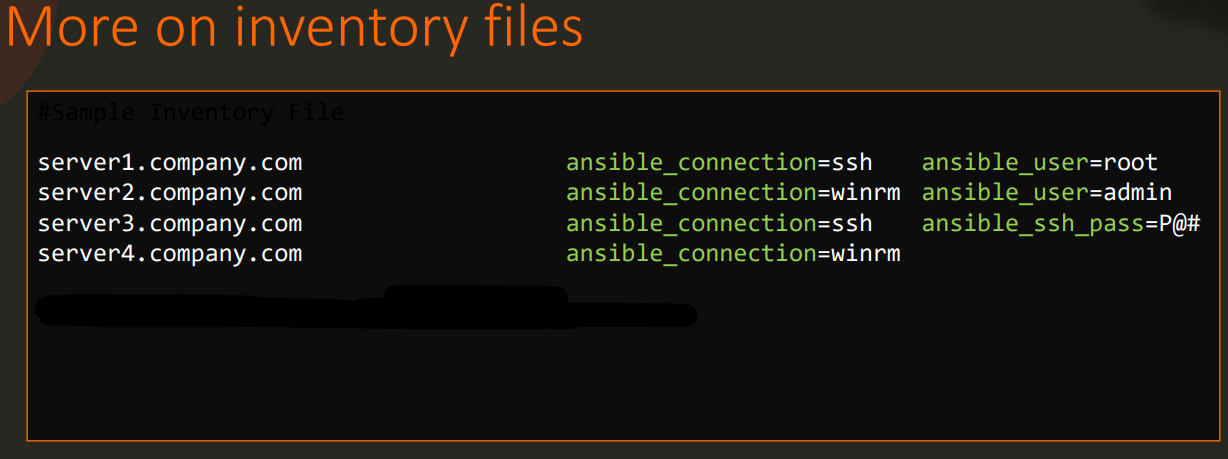 More on inventory files
#Sample Inventory File
server1.company.com ansible_connection=ssh ansible_user=root
server2.company.com ansible_connection=winrm ansible_user=admin
server3.company.com ansible_connection=ssh ansible_ssh_pass=P@#
server4.company.com ansible_connection=winrm